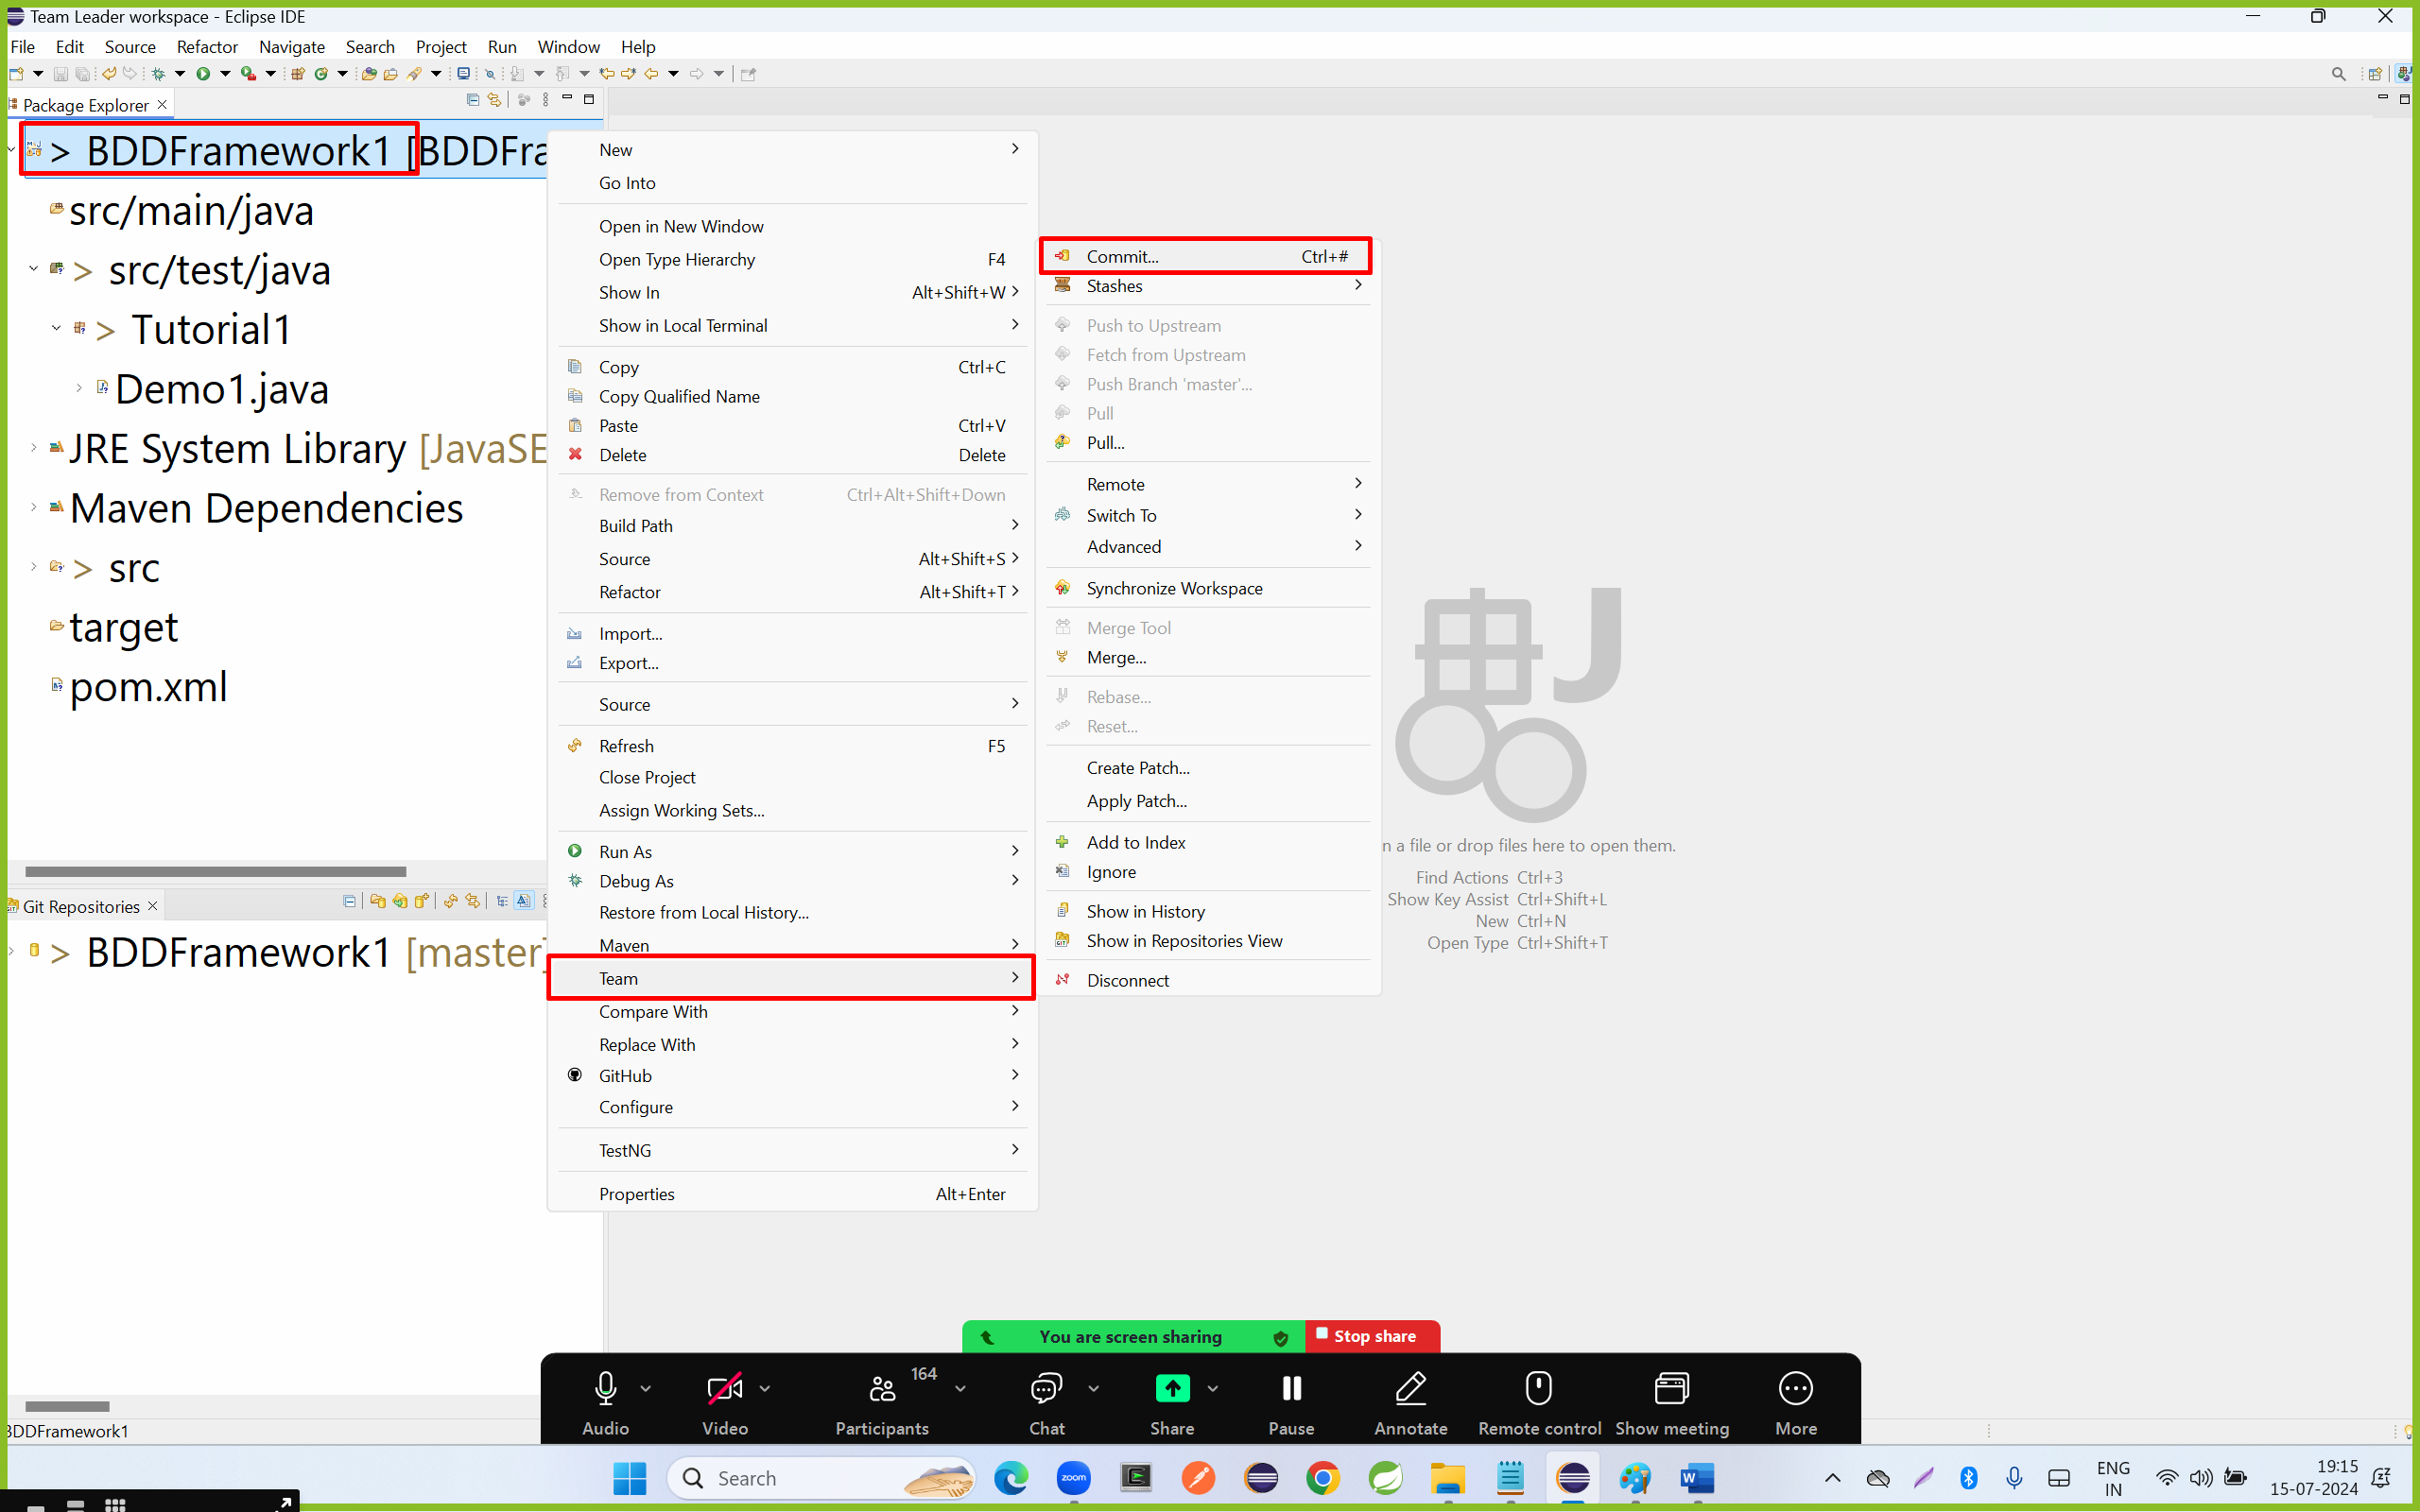 Team Leader workspace - Eclipse IDE
File Edit Source Refactor Navigate Search Project Run Window Help
Package Explorer
> BDDFramework1 [BDDFra
src/main/java
> src/test/java
> Tutorial1
Demo1.java
JRE System Library [JavaSE
Maven Dependencies
> src
target
pom.xml
Git Repositories
> BDDFramework1 [master]
BDDFramework1
New
Go Into
Open in New Window
Open Type Hierarchy F4
Show In Alt+Shift+W
Show in Local Terminal
Copy Ctrl+C
Copy Qualified Name
Paste Ctrl+V
Delete Delete
Remove from Context Ctrl+Alt+Shift+Down
Build Path
Source Alt+Shift+S
Refactor Alt+Shift+T
Import...
Export...
Source
Refresh F5
Close Project
Assign Working Sets...
Run As
Debug As
Restore from Local History...
Maven
Team
Compare With
Replace With
GitHub
Configure
TestNG
Properties Alt+Enter
Commit... Ctrl+#
Stashes
Push to Upstream
Fetch from Upstream
Push Branch 'master'...
Pull
Pull...
Remote
Switch To
Advanced
Synchronize Workspace
Merge Tool
Merge...
Rebase...
Reset...
Create Patch...
Apply Patch...
Add to Index
Ignore
Show in History
Show in Repositories View
Disconnect
n a file or drop files here to open them.
Find Actions Ctrl+3
Show Key Assist Ctrl+Shift+L
New Ctrl+N
Open Type Ctrl+Shift+T
You are screen sharing Stop share
164
Audio Video Participants Chat Share Pause Annotate Remote control Show meeting More
Search
zoom
ENG
IN
19:15
15-07-2024